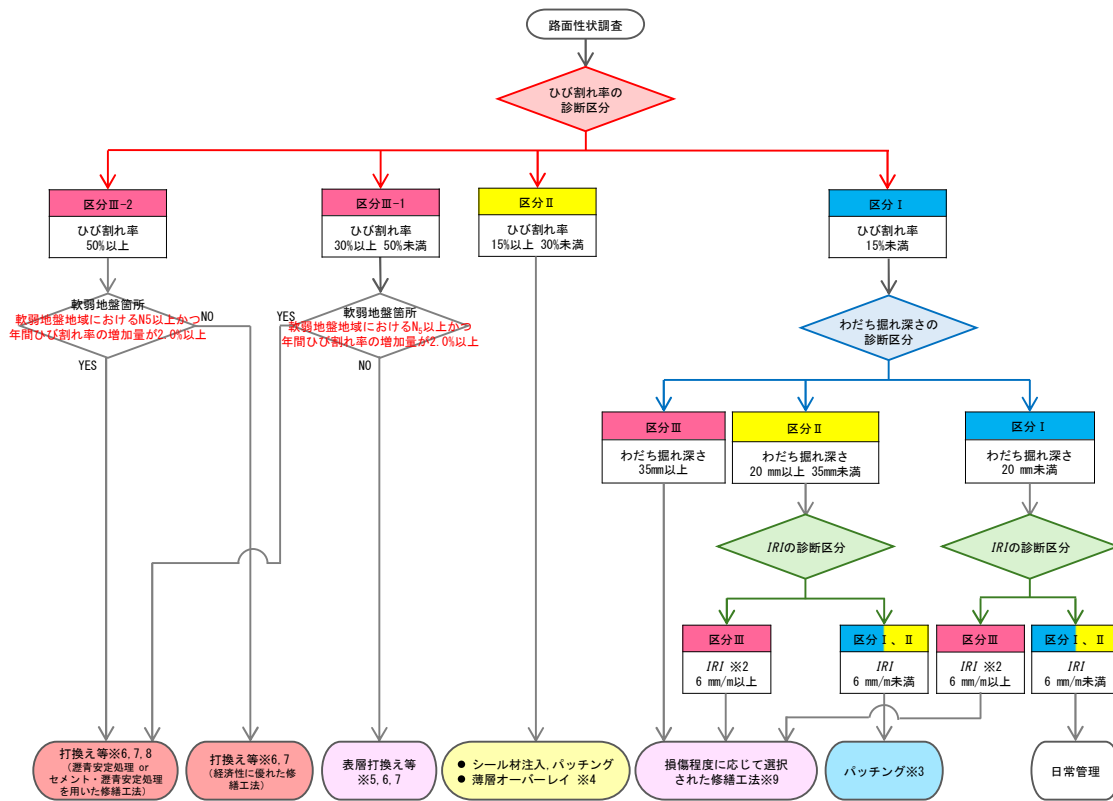 路面性状調査
ひび割れ率の
診断区分
区分Ⅲ-2
ひび割れ率
50%以上
区分Ⅲ-1
ひび割れ率
30%以上 50%未満
区分Ⅱ
ひび割れ率
15%以上 30%未満
区分Ⅰ
ひび割れ率
15%未満
軟弱地盤箇所
軟弱地盤地域におけるN5以上かつ
年間ひび割れ率の増加量が2.0%以上
NO
YES
軟弱地盤箇所
軟弱地盤地域におけるN5以上かつ
年間ひび割れ率の増加量が2.0%以上
YES
NO
わだち掘れ深さの
診断区分
区分Ⅲ
わだち掘れ深さ
35mm以上
区分Ⅱ
わだち掘れ深さ
20 mm以上 35mm未満
区分Ⅰ
わだち掘れ深さ
20 mm未満
IRIの診断区分
IRIの診断区分
区分Ⅲ
IRI ※2
6 mm/m以上
区分Ⅰ、Ⅱ
IRI
6 mm/m未満
区分Ⅲ
IRI ※2
6 mm/m以上
区分Ⅰ、Ⅱ
IRI
6 mm/m未満
打換え等※6,7,8
(瀝青安定処理 or
セメント・瀝青安定処理
を用いた修繕工法)
打換え等※6,7
(経済性に優れた修
繕工法)
表層打換え等
※5,6,7
● シール材注入,パッチング
● 薄層オーバーレイ ※4
損傷程度に応じて選択
された修繕工法※9
パッチング※3
日常管理